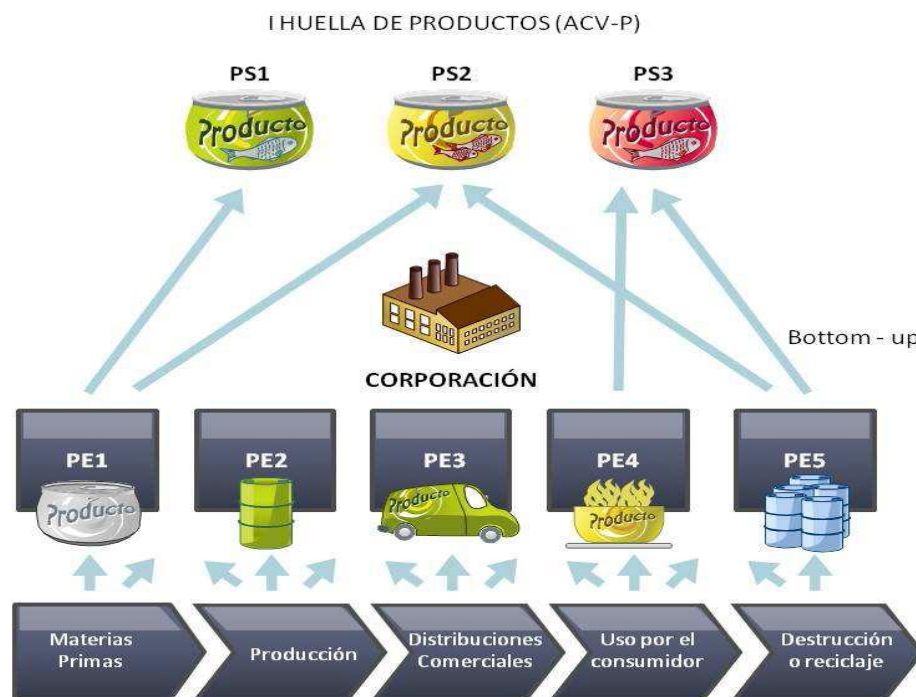 I HUELLA DE PRODUCTOS (ACV-P)
PS1 PS2 PS3
Producto Producto Producto
Bottom - up
CORPORACIÓN
PE1 PE2 PE3 PE4 PE5
Producto Producto Producto
Materias
Primas
Producción
Distribuciones
Comerciales
Uso por el
consumidor
Destrucción
o reciclaje